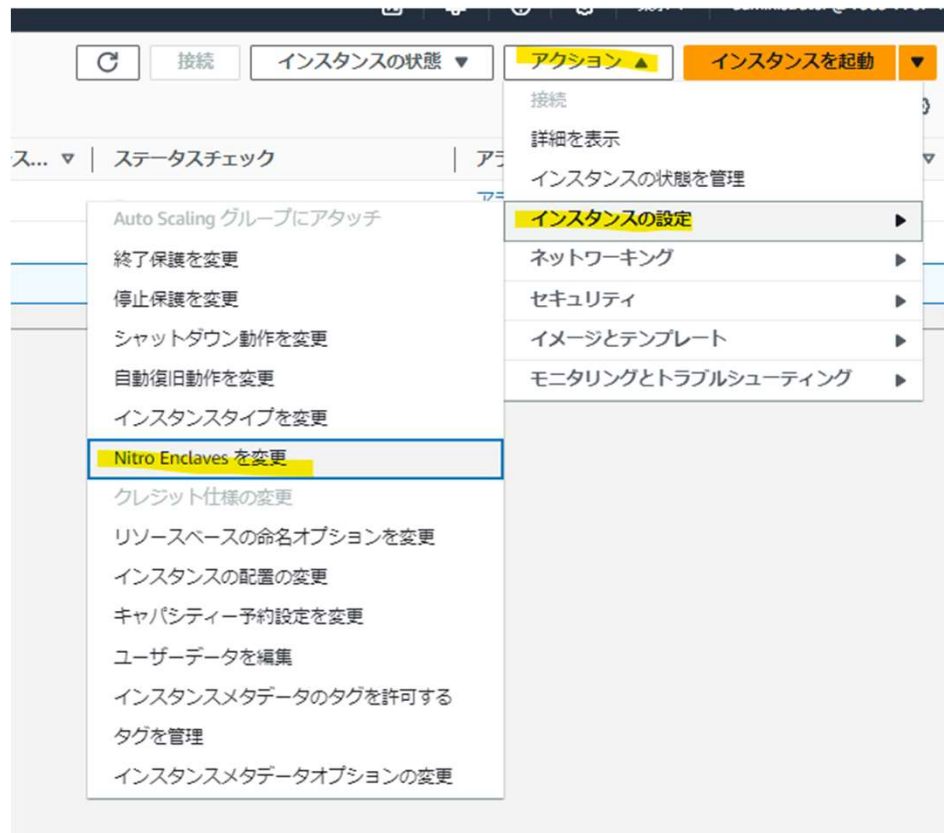 接続
インスタンスの状態 ▼
アクション ▲
インスタンスを起動 ▼
接続
詳細を表示
インスタンスの状態を管理
インスタンスの設定
ネットワーキング
セキュリティ
イメージとテンプレート
モニタリングとトラブルシューティング
ス... ステータスチェック
Auto Scaling グループにアタッチ
終了保護を変更
停止保護を変更
シャットダウン動作を変更
自動復旧動作を変更
インスタンスタイプを変更
Nitro Enclaves を変更
クレジット仕様の変更
リソースベースの命名オプションを変更
インスタンスの配置の変更
キャパシティー予約設定を変更
ユーザーデータを編集
インスタンスメタデータのタグを許可する
タグを管理
インスタンスメタデータオプションの変更